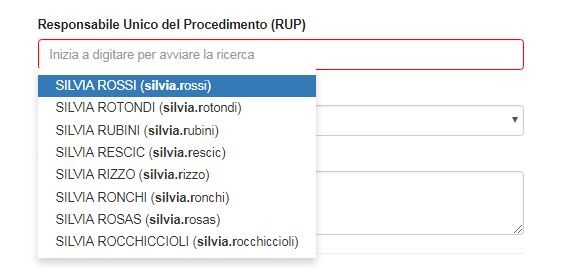 Responsabile Unico del Procedimento (RUP)
Inizia a digitare per avviare la ricerca
SILVIA ROSSI (silvia.rossi)
SILVIA ROTONDI (silvia.rotondi)
SILVIA RUBINI (silvia.rubini)
SILVIA RESCIC (silvia.rescic)
SILVIA RIZZO (silvia.rizzo)
SILVIA RONCHI (silvia.ronchi)
SILVIA ROSAS (silvia.rosas)
SILVIA ROCCHICCIOLI (silvia.rocchiccioli)